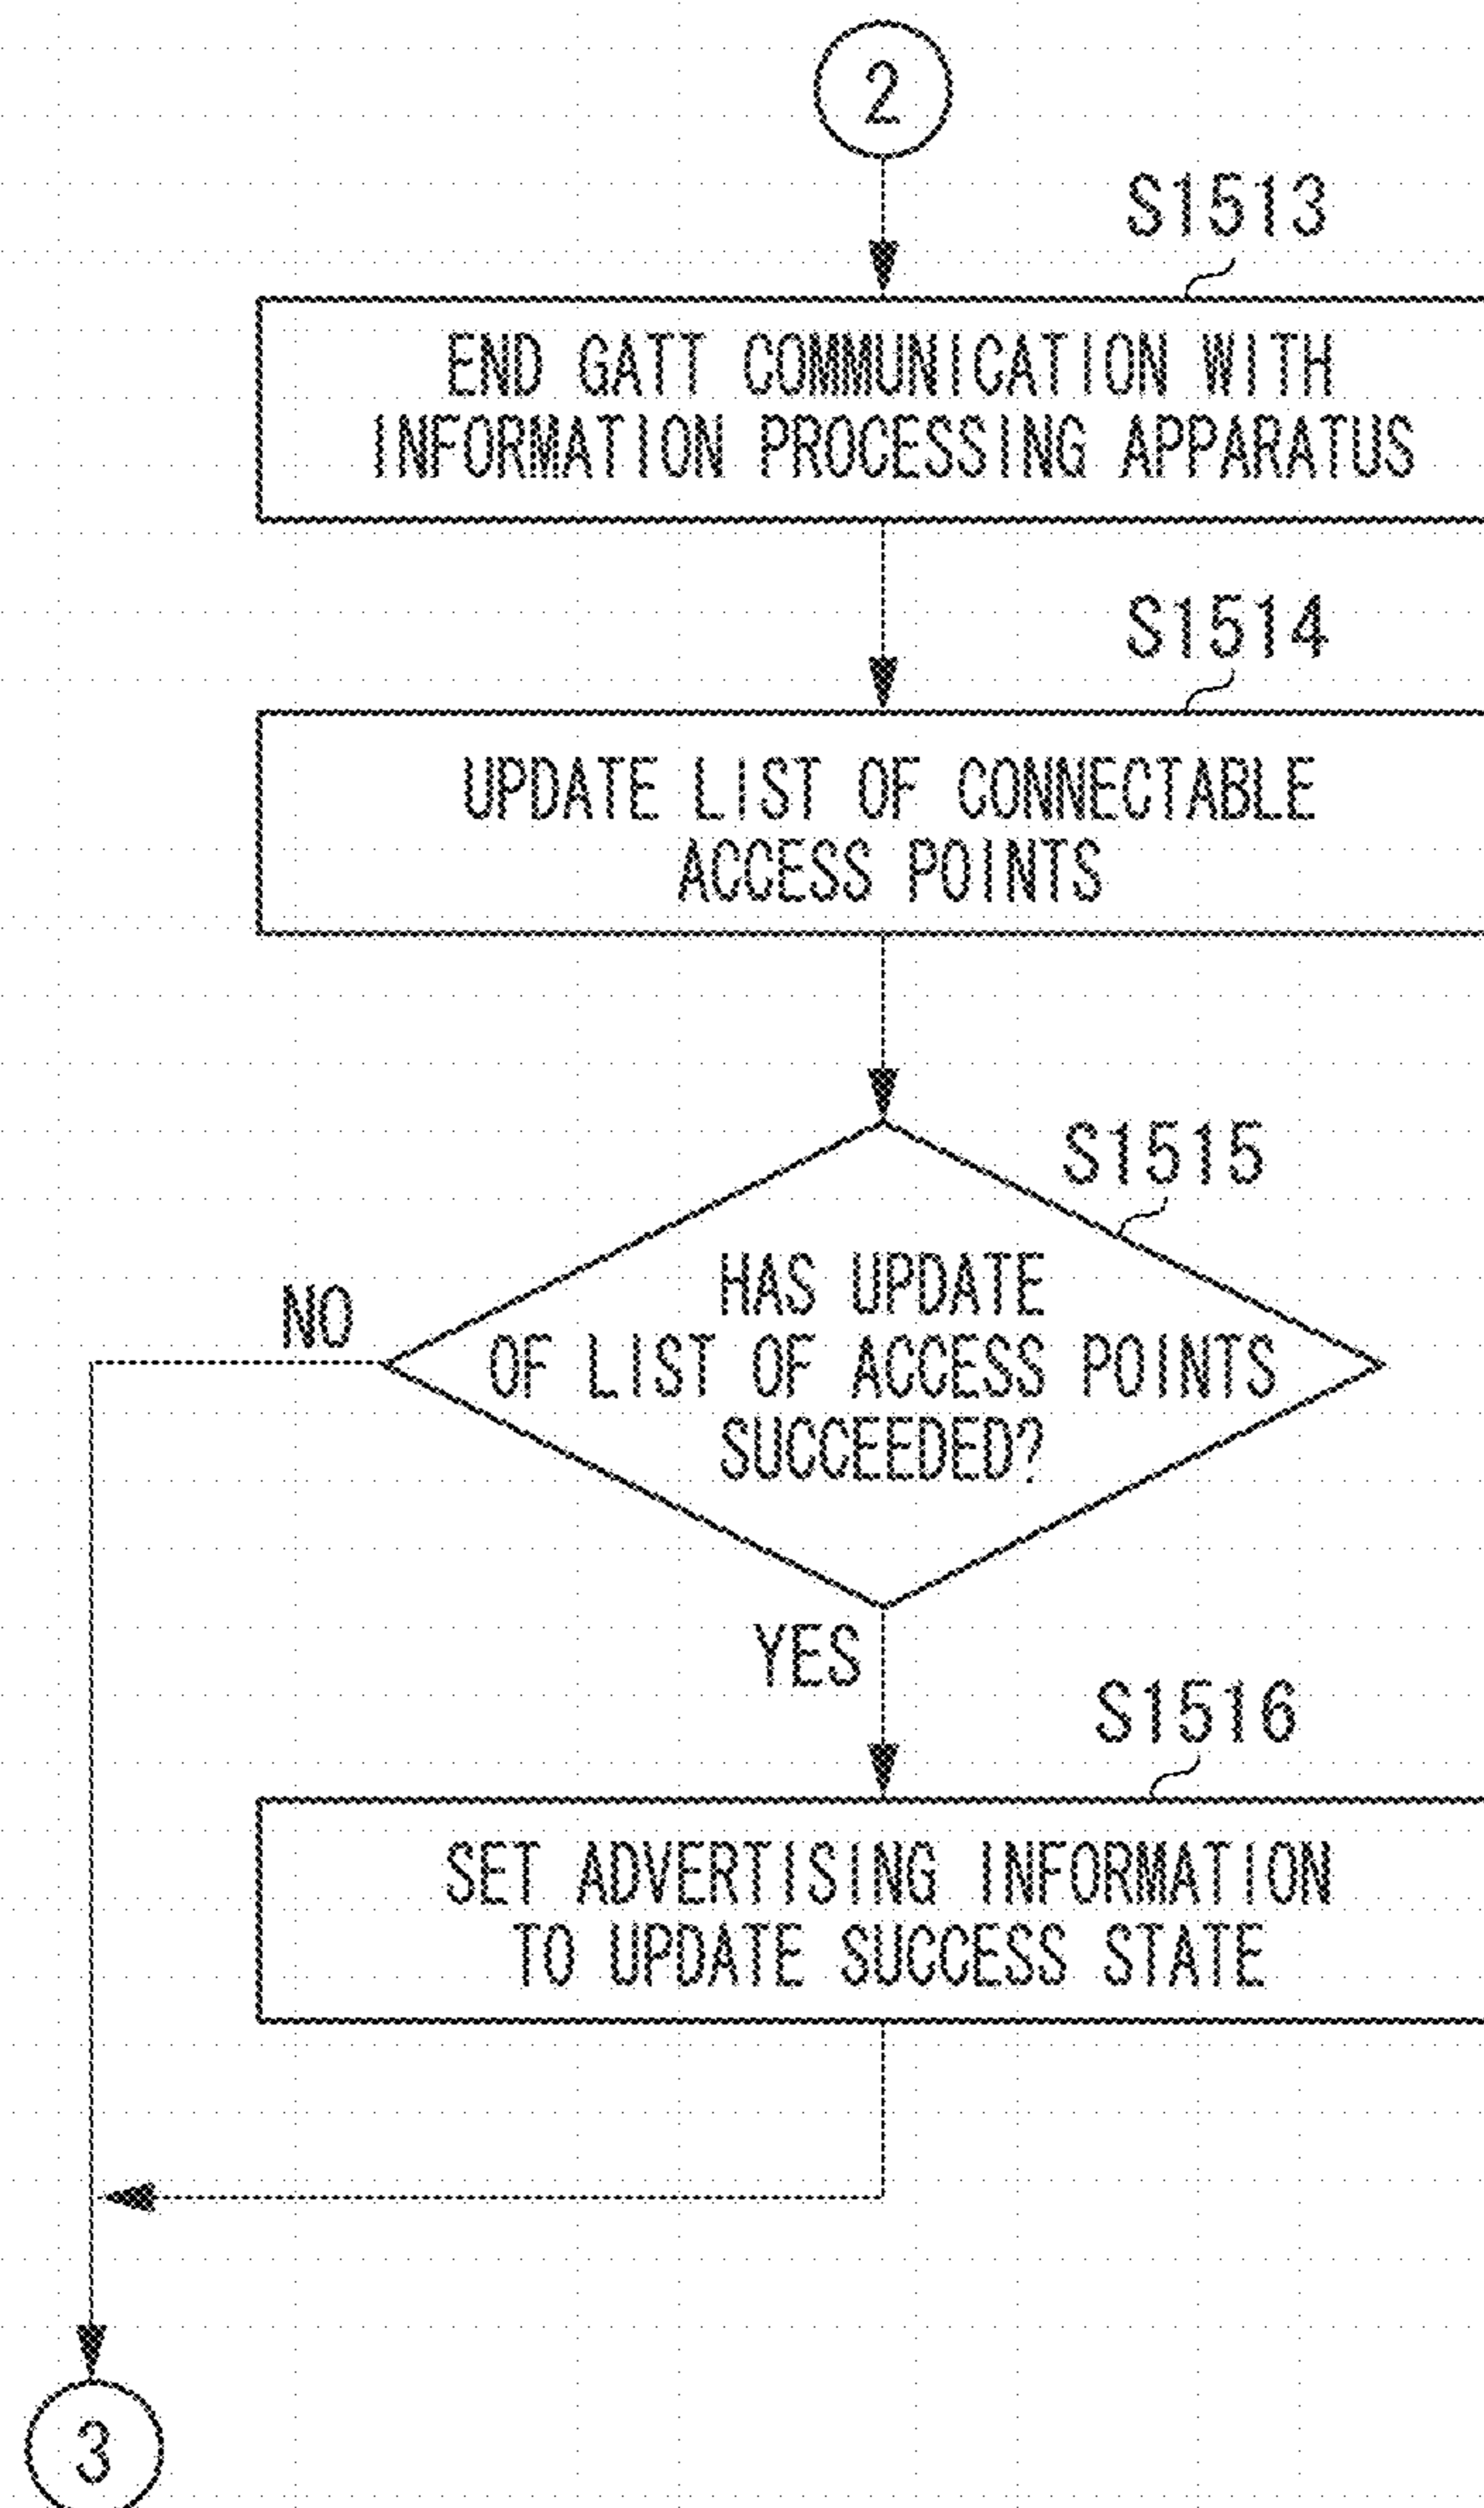 2
S1513
END GATT COMMUNICATION WITH
INFORMATION PROCESSING APPARATUS
S1514
UPDATE LIST OF CONNECTABLE
ACCESS POINTS
S1515
HAS UPDATE
OF LIST OF ACCESS POINTS
SUCCEEDED?
NO
YES
S1516
SET ADVERTISING INFORMATION
TO UPDATE SUCCESS STATE
3